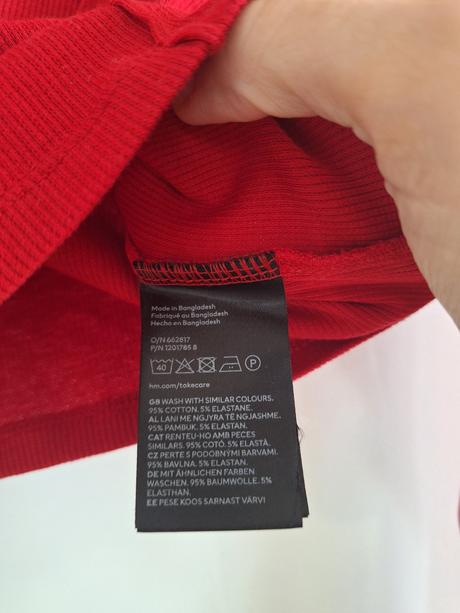 Made in Bangladesh
Fabriqué au Bangladesh
Hecho en Bangladesh
O/N 662817
P/N 1201785 8
40 P
hm.com/takecare
GB WASH WITH SIMILAR COLOURS.
95% COTTON, 5% ELASTANE.
AL LANI ME NGJYRA TË NGJASHME.
95% PAMBUK, 5% ELASTAN.
CAT RENTEU-HO AMB PECES
SIMILARS. 95% COTÓ, 5% ELASTÀ.
CZ PERTE S PODOBNÝMI BARVAMI.
95% BAVLNA, 5% ELASTAN.
DE MIT ÄHNLICHEN FARBEN
WASCHEN. 95% BAUMWOLLE, 5%
ELASTHAN.
EE PESE KOOS SARNAST VÄRVI